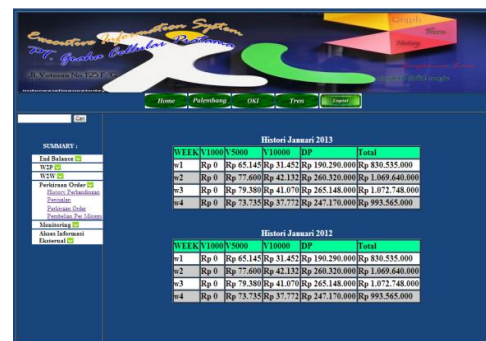 Executive Information System
PT. Graha Cellular Pratama
Graph
History
Home Palembang OKI Tren Logout
Cari
SUMMARY :
End Balance
W2P
W2W
Perkiraan Order
History Perbandingan
Penjualan
Perkiraan Order
Pembelian Per Minggu
Monitoring
Akses Informasi
Eksternal
Histori Januari 2013
WEEK V1000 V5000 V10000 DP Total
w1 Rp 0 Rp 65.145 Rp 31.452 Rp 190.290.000 Rp 830.535.000
w2 Rp 0 Rp 77.600 Rp 42.132 Rp 260.320.000 Rp 1.069.640.000
w3 Rp 0 Rp 79.380 Rp 41.070 Rp 265.148.000 Rp 1.072.748.000
w4 Rp 0 Rp 73.735 Rp 37.772 Rp 247.170.000 Rp 993.565.000
Histori Januari 2012
WEEK V1000 V5000 V10000 DP Total
w1 Rp 0 Rp 65.145 Rp 31.452 Rp 190.290.000 Rp 830.535.000
w2 Rp 0 Rp 77.600 Rp 42.132 Rp 260.320.000 Rp 1.069.640.000
w3 Rp 0 Rp 79.380 Rp 41.070 Rp 265.148.000 Rp 1.072.748.000
w4 Rp 0 Rp 73.735 Rp 37.772 Rp 247.170.000 Rp 993.565.000